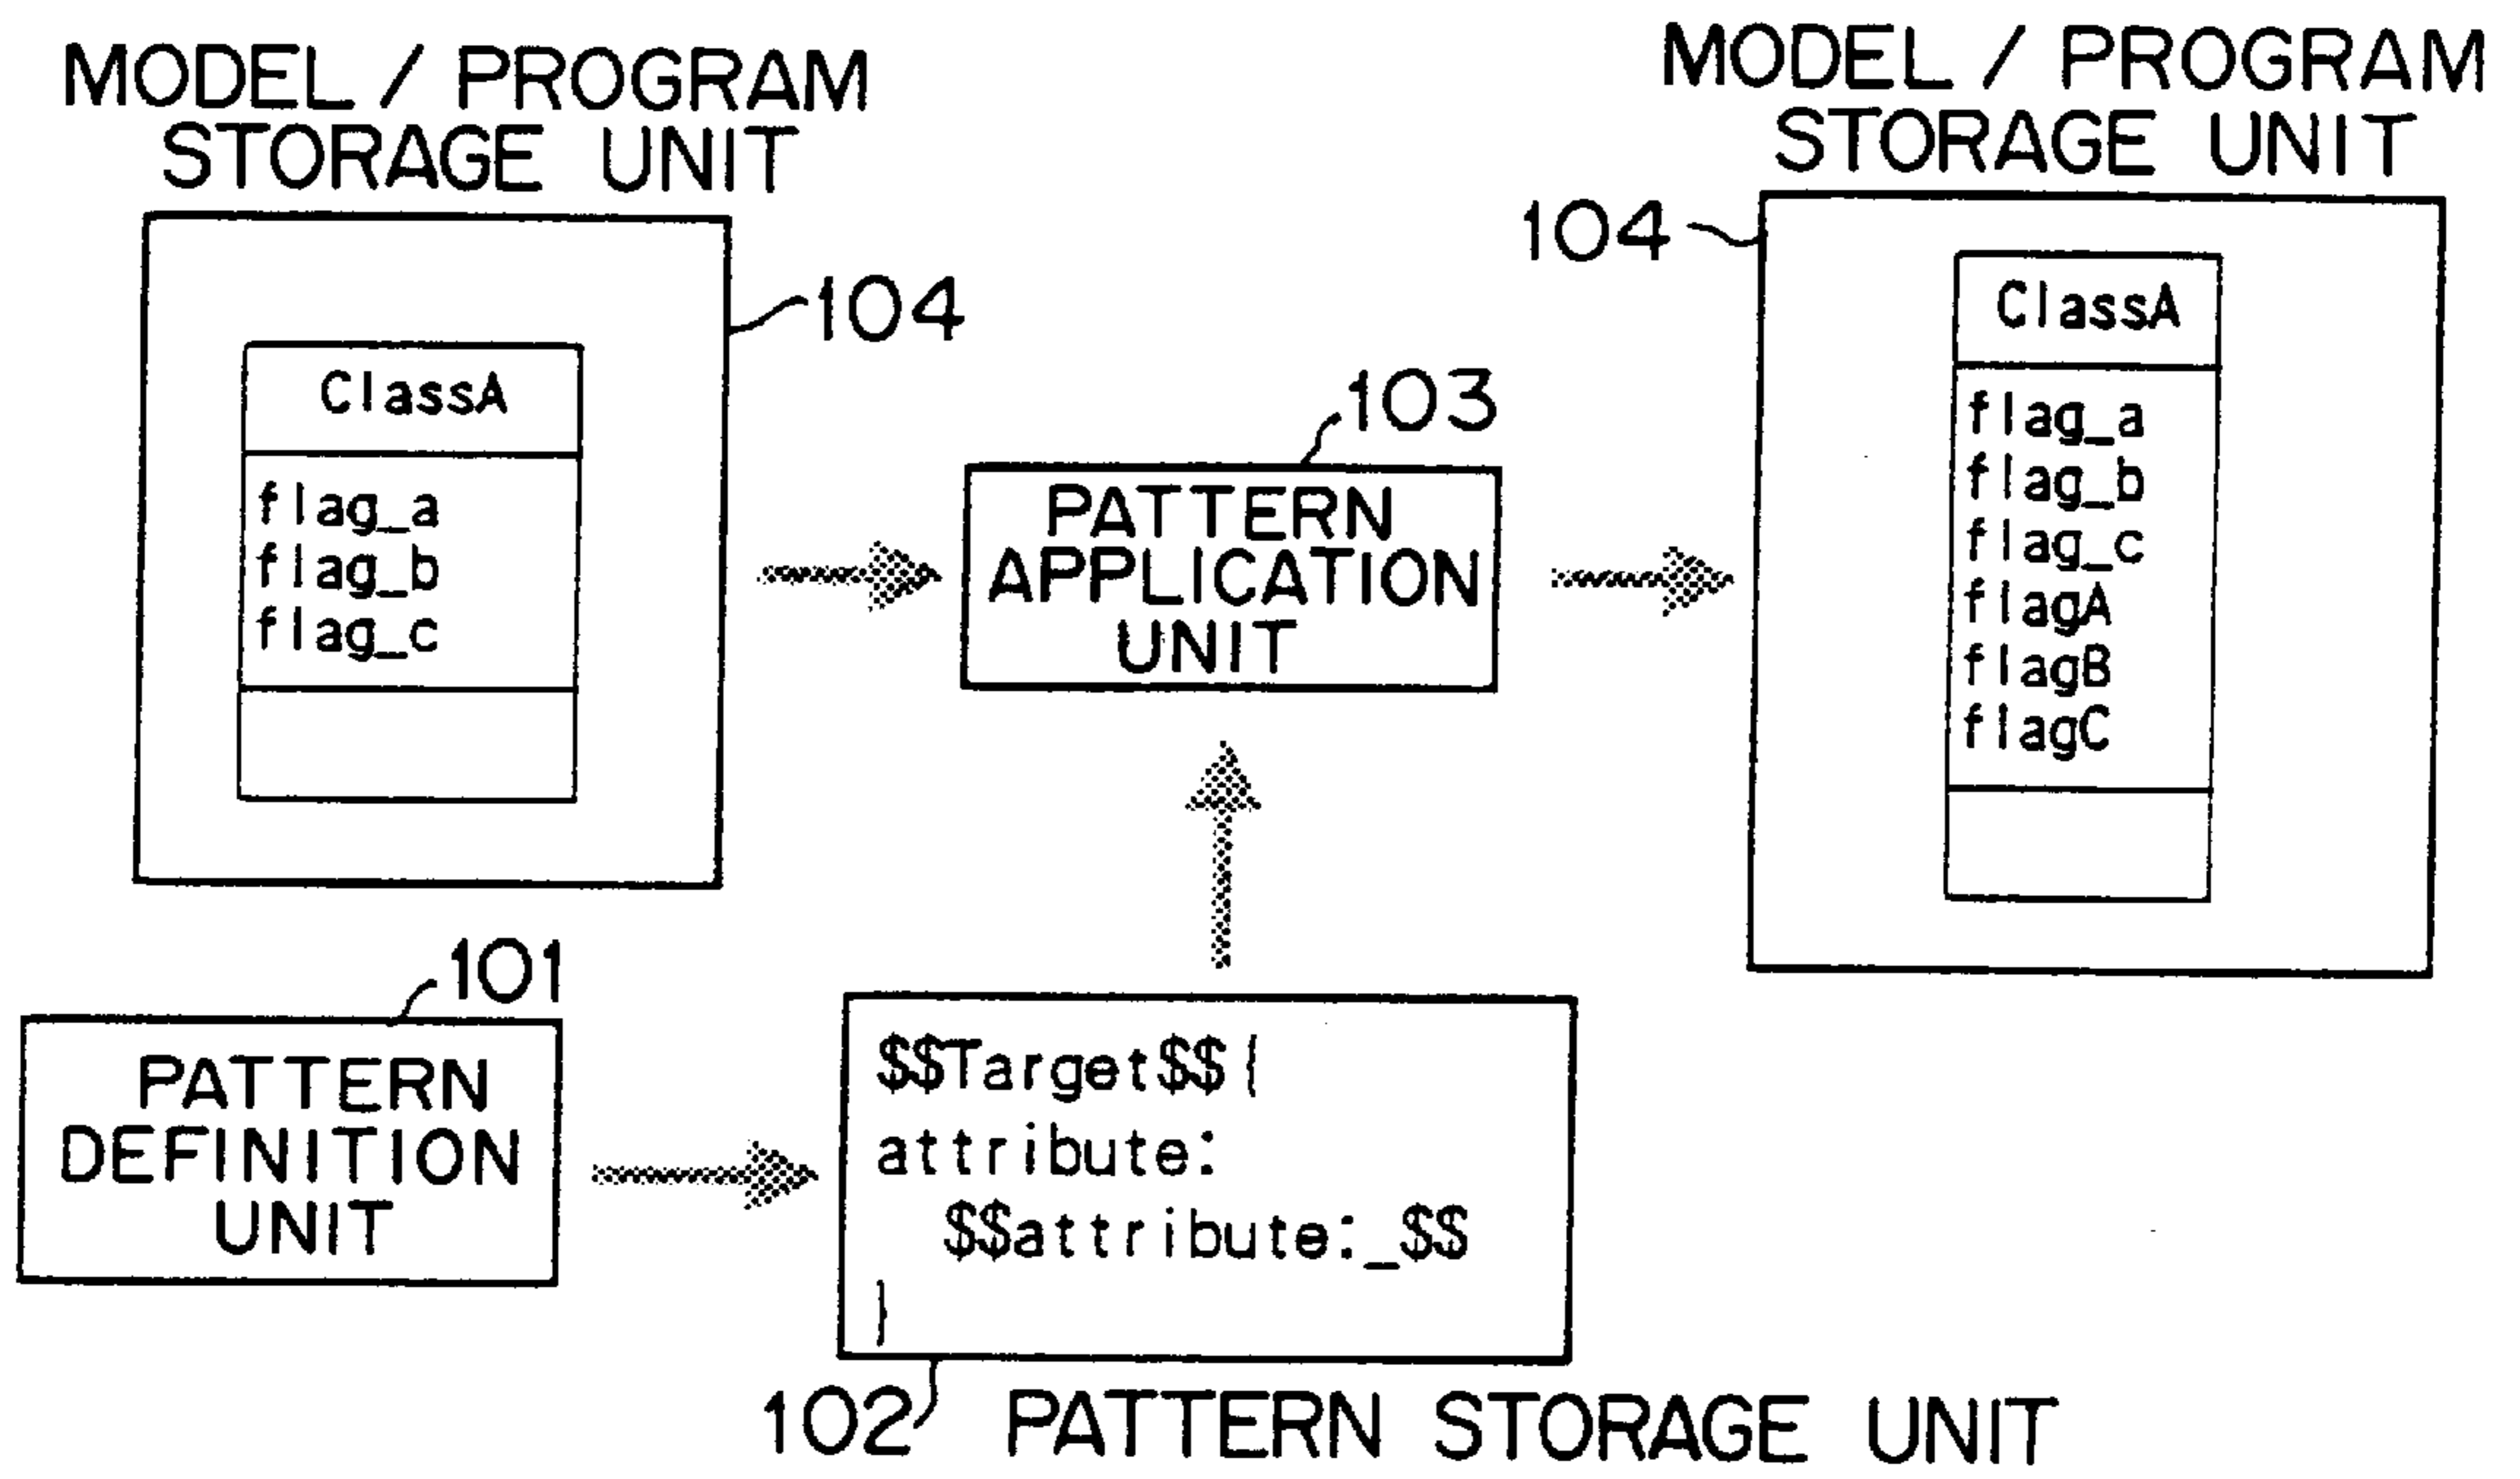 MODEL / PROGRAM
STORAGE UNIT
104
ClassA
flag_a
flag_b
flag_c
103
PATTERN
APPLICATION
UNIT
MODEL / PROGRAM
STORAGE UNIT
104
ClassA
flag_a
flag_b
flag_c
flagA
flagB
flagC
101
PATTERN
DEFINITION
UNIT
$$Target$${
attribute:
$$attribute:_$$
}
102 PATTERN STORAGE UNIT